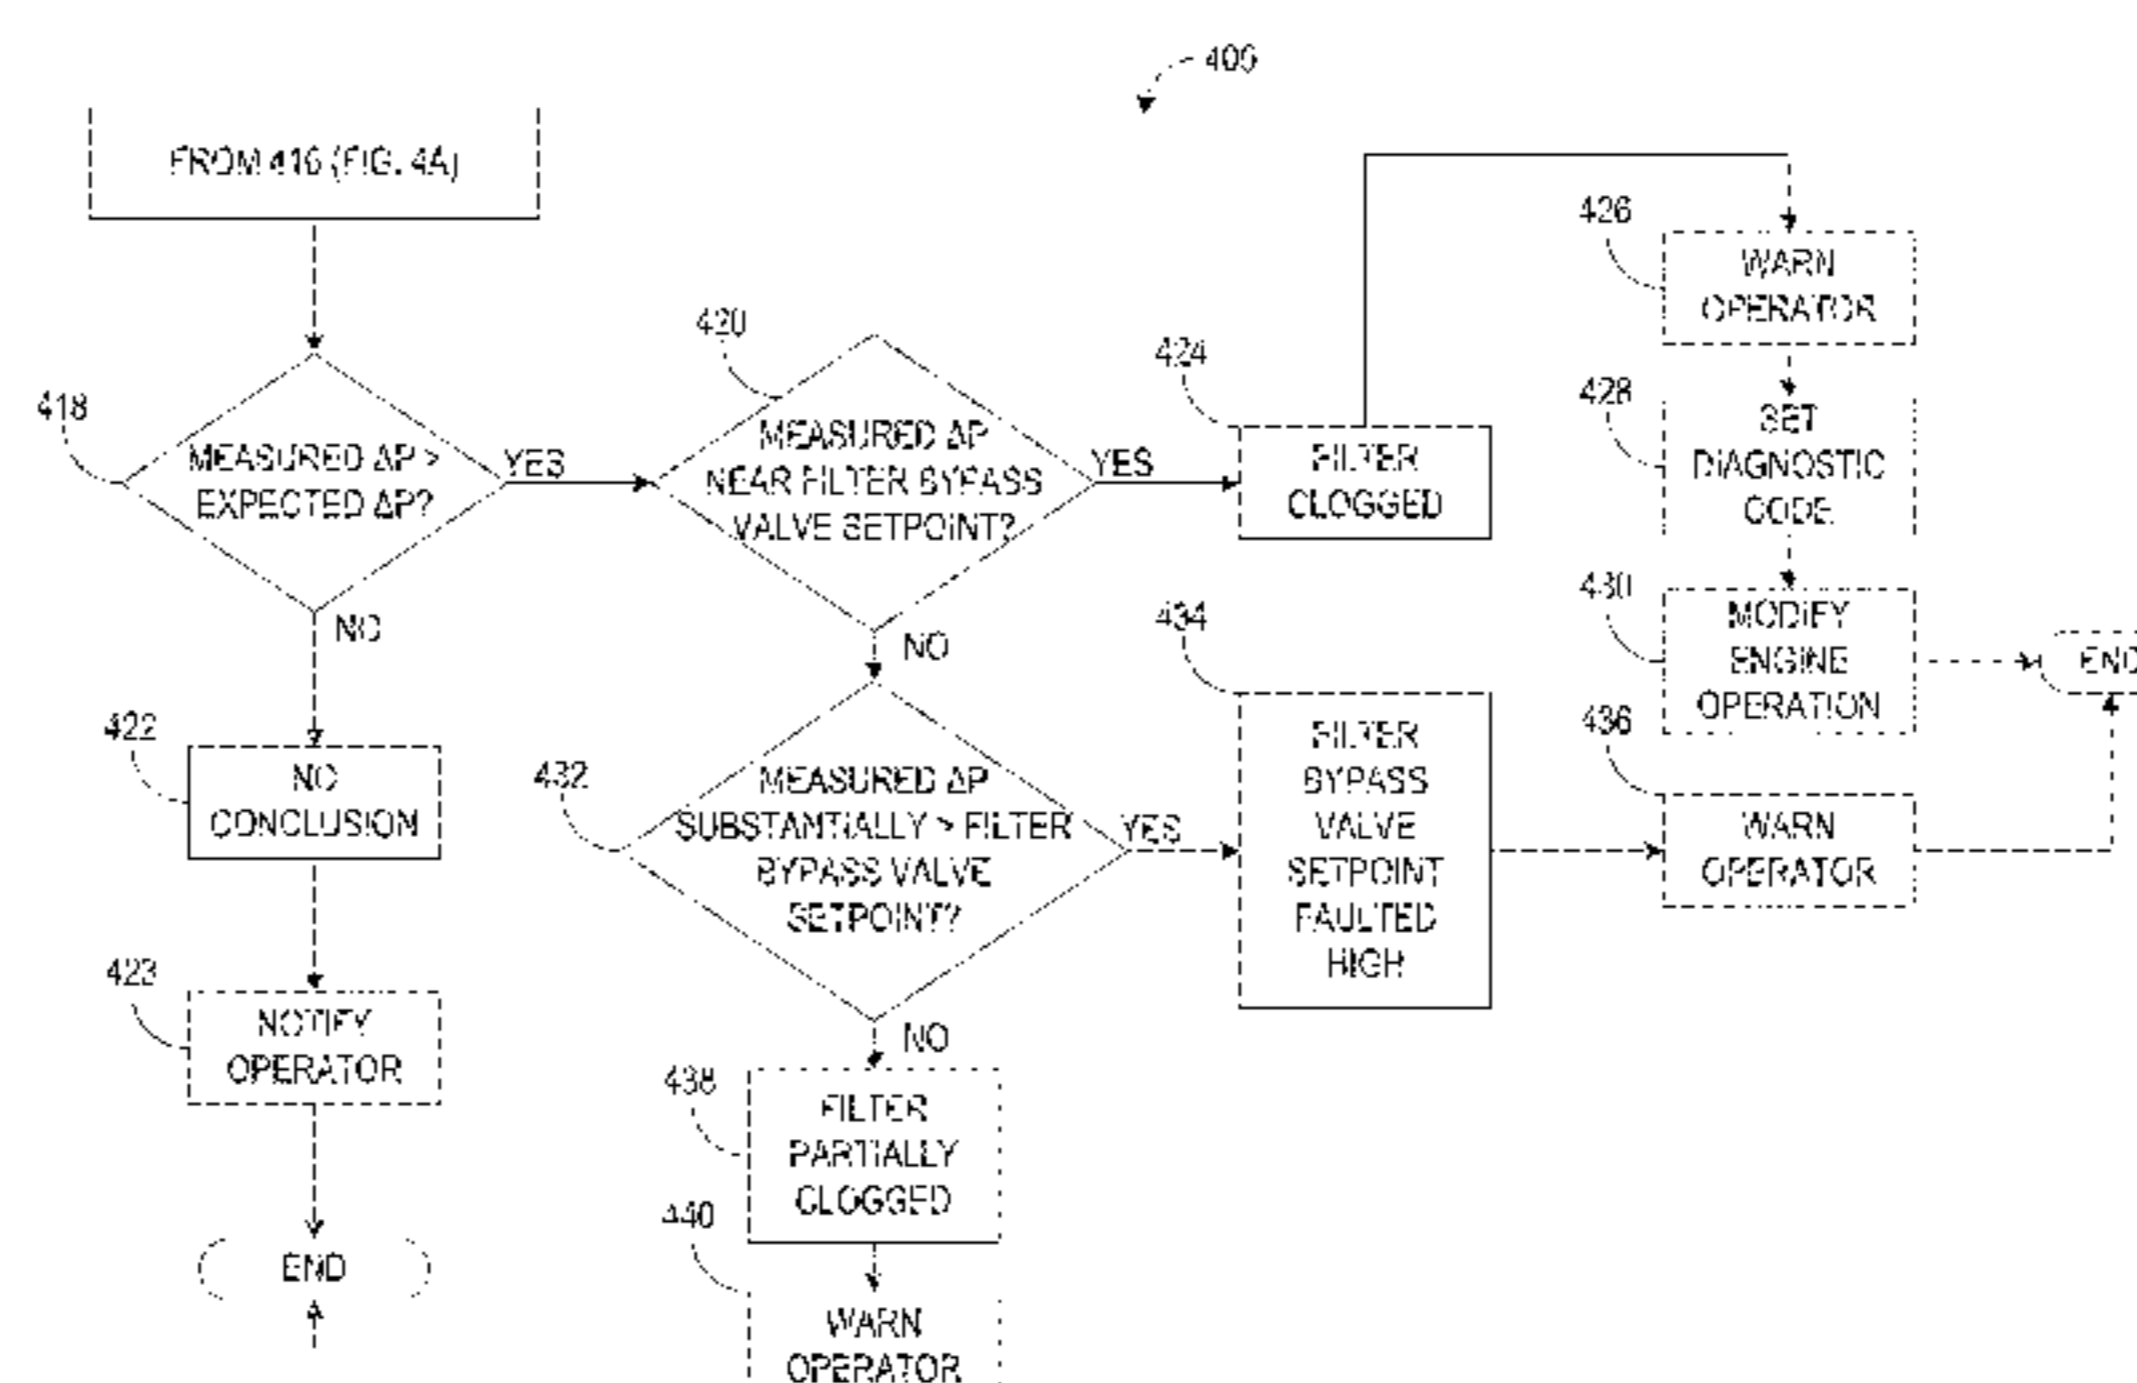 400
FROM 416 (FIG. 4A)
418
MEASURED ΔP >
EXPECTED ΔP?
YES
NO
420
MEASURED ΔP
NEAR FILTER BYPASS
VALVE SETPOINT?
YES
NO
424
FILTER
CLOGGED
426
WARN
OPERATOR
428
SET
DIAGNOSTIC
CODE
430
MODIFY
ENGINE
OPERATION
END
422
NO
CONCLUSION
423
NOTIFY
OPERATOR
END
432
MEASURED ΔP
SUBSTANTIALLY > FILTER
BYPASS VALVE
SETPOINT?
YES
NO
434
FILTER
BYPASS
VALVE
SETPOINT
FAULTED
HIGH
436
WARN
OPERATOR
438
FILTER
PARTIALLY
CLOGGED
440
WARN
OPERATOR